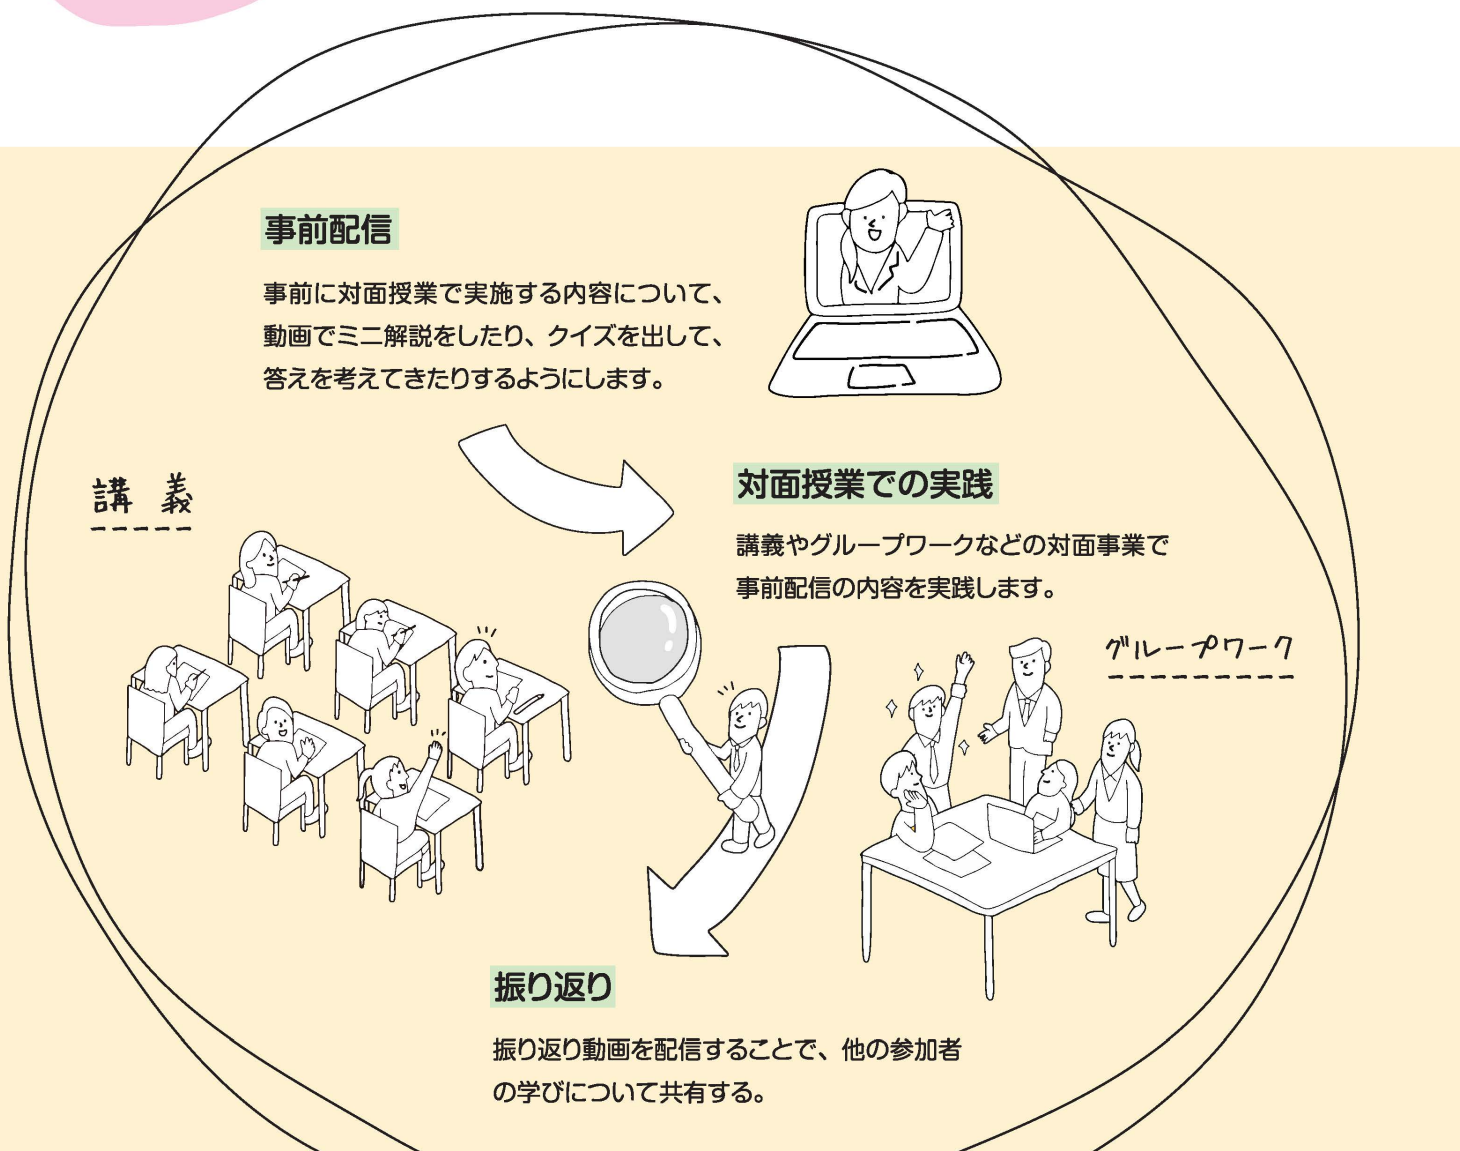 事前配信
事前に対面授業で実施する内容について、
動画でミニ解説をしたり、クイズを出して、
答えを考えてきたりするようにします。
講義
対面授業での実践
講義やグループワークなどの対面事業で
事前配信の内容を実践します。
グループワーク
振り返り
振り返り動画を配信することで、他の参加者
の学びについて共有する。